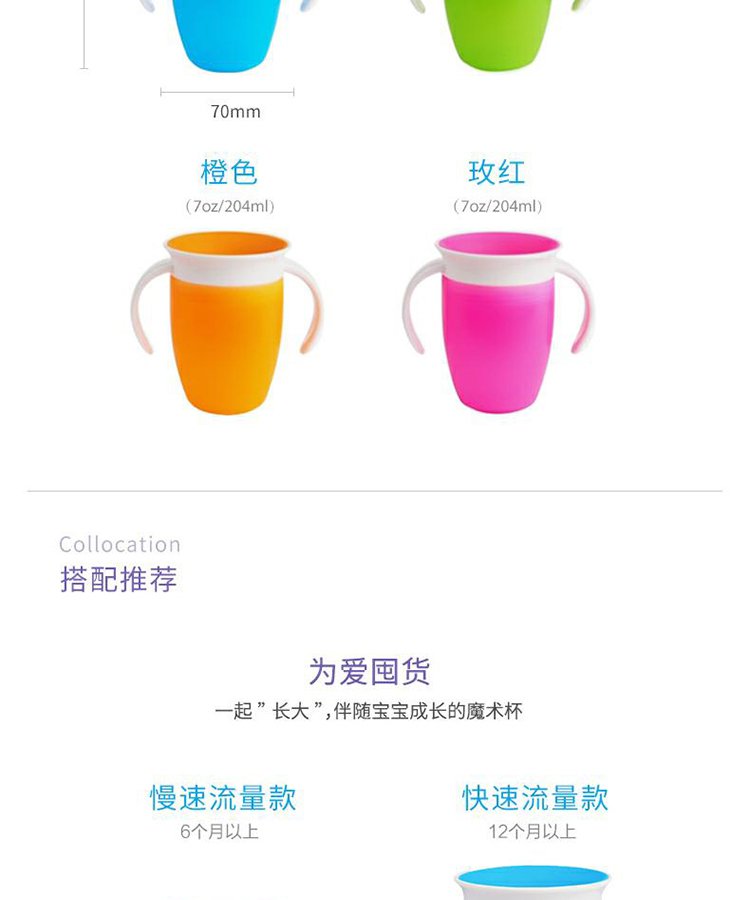 70mm
橙色 玫红
(7oz/204ml) (7oz/204ml)
Collocation
搭配推荐
为爱囤货
一起”长大”,伴随宝宝成长的魔术杯
慢速流量款 快速流量款
6个月以上 12个月以上